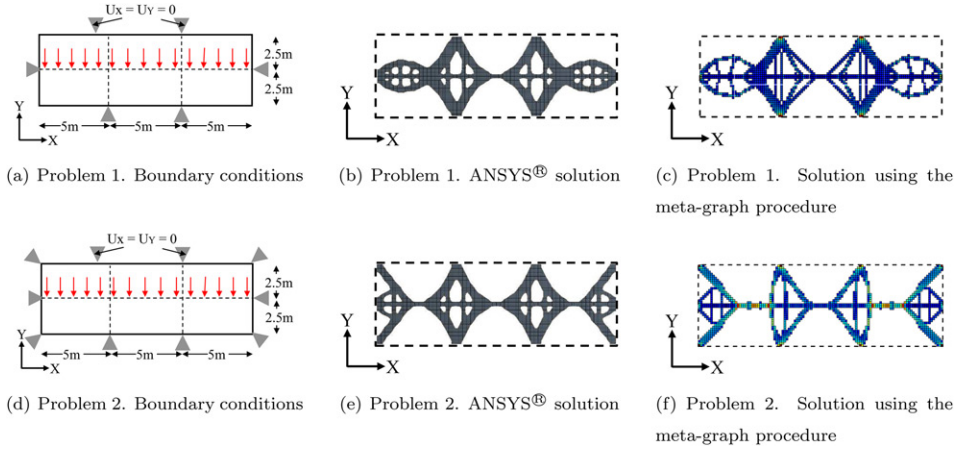 Ux = UY = 0
Y
2.5m
2.5m
5m
5m
5m
X
Y
X
Y
X
(a) Problem 1. Boundary conditions
(b) Problem 1. ANSYS® solution
(c) Problem 1. Solution using the
meta-graph procedure
Ux = UY = 0
Y
2.5m
2.5m
5m
5m
5m
X
Y
X
Y
X
(d) Problem 2. Boundary conditions
(e) Problem 2. ANSYS® solution
(f) Problem 2. Solution using the
meta-graph procedure